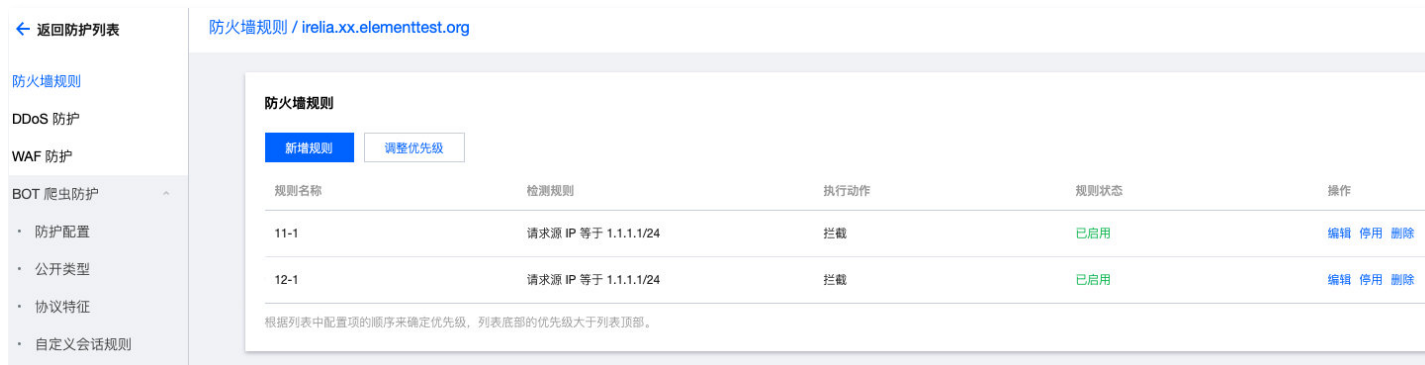 ← 返回防护列表
防火墙规则 / irelia.xx.elementtest.org
防火墙规则
DDoS 防护
WAF 防护
BOT 爬虫防护
· 防护配置
· 公开类型
· 协议特征
· 自定义会话规则
防火墙规则
新增规则 调整优先级
规则名称 检测规则 执行动作 规则状态 操作
11-1 请求源 IP 等于 1.1.1.1/24 拦截 已启用 编辑 停用 删除
12-1 请求源 IP 等于 1.1.1.1/24 拦截 已启用 编辑 停用 删除
根据列表中配置项的顺序来确定优先级，列表底部的优先级大于列表顶部。